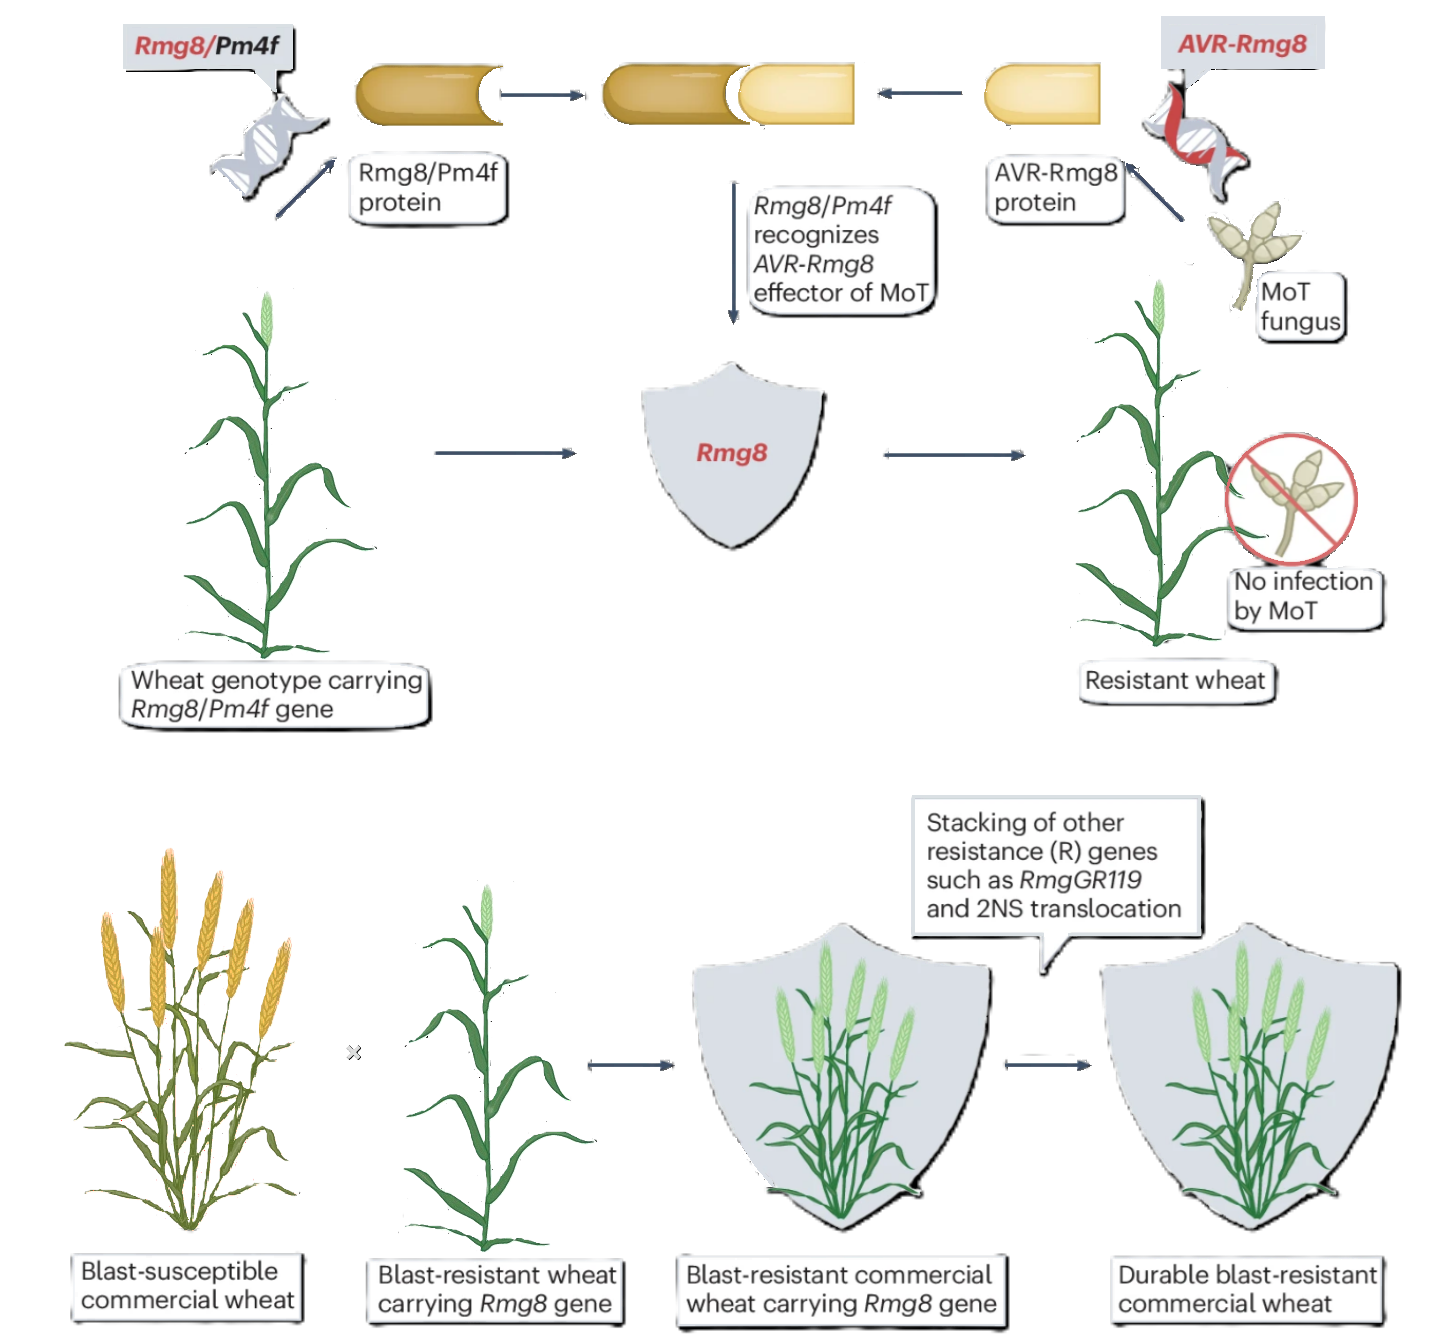 Rmg8/Pm4f
AVR-Rmg8
Rmg8/Pm4f
protein
AVR-Rmg8
protein
Rmg8/Pm4f
recognizes
AVR-Rmg8
effector of MoT
MoT
fungus
Rmg8
No infection
by MoT
Wheat genotype carrying
Rmg8/Pm4f gene
Resistant wheat
Stacking of other
resistance (R) genes
such as RmgGR119
and 2NS translocation
×
Blast-susceptible
commercial wheat
Blast-resistant wheat
carrying Rmg8 gene
Blast-resistant commercial
wheat carrying Rmg8 gene
Durable blast-resistant
commercial wheat